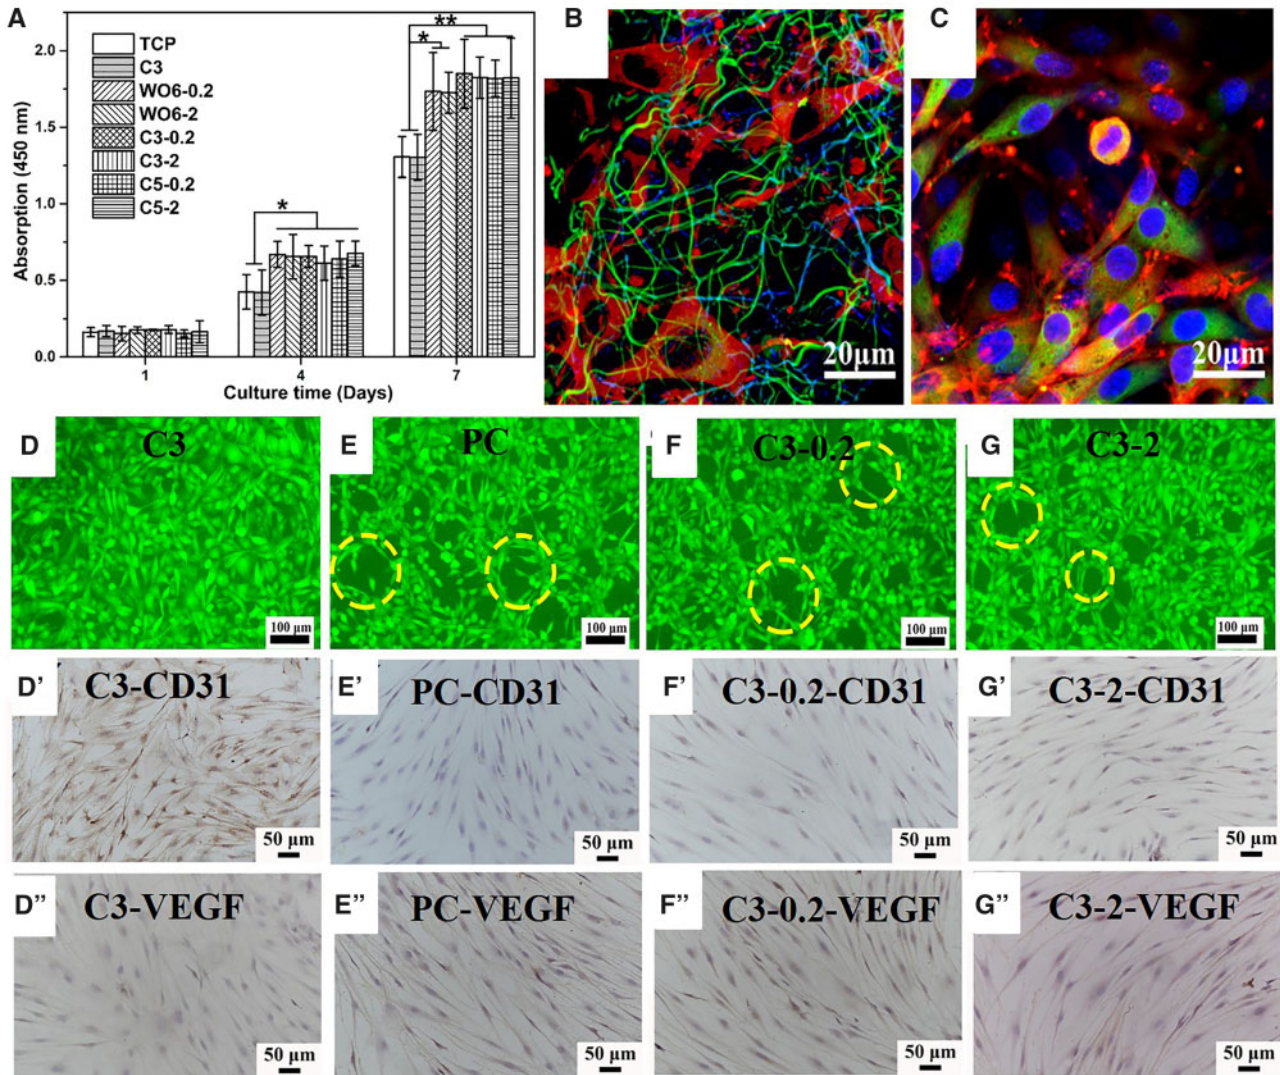 A
Absorption (450 nm)
2.0
1.5
1.0
0.5
0.0
TCP
C3
WO6-0.2
WO6-2
C3-0.2
C3-2
C5-0.2
C5-2
*
*
**
1
4
7
Culture time (Days)
B
20μm
C
20μm
D
C3
100 μm
E
PC
100 μm
F
C3-0.2
100 μm
G
C3-2
100 μm
D’
C3-CD31
50 μm
E’
PC-CD31
50 μm
F’
C3-0.2-CD31
50 μm
G’
C3-2-CD31
50 μm
D”
C3-VEGF
50 μm
E”
PC-VEGF
50 μm
F”
C3-0.2-VEGF
50 μm
G”
C3-2-VEGF
50 μm